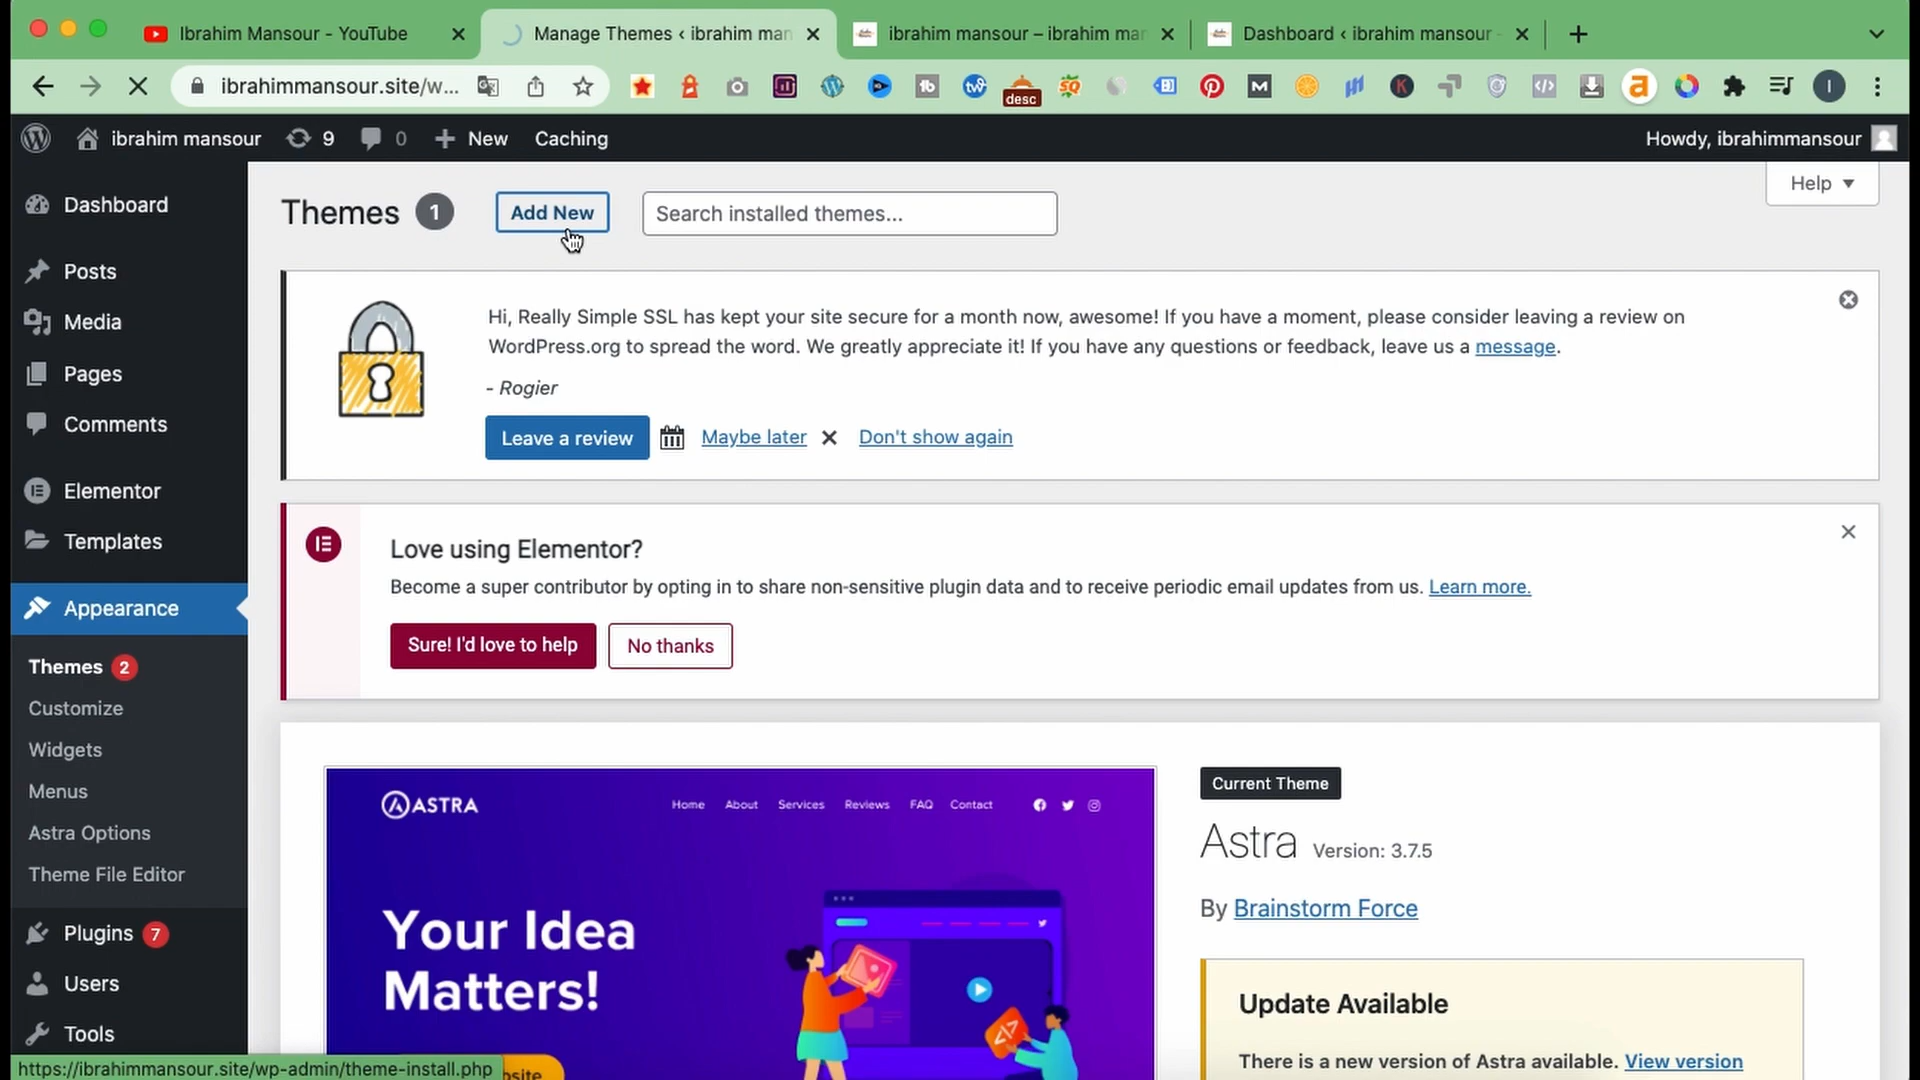 Ibrahim Mansour - YouTube
Manage Themes ‹ ibrahim man
ibrahim mansour – ibrahim mar
Dashboard ‹ ibrahim mansour -
ibrahimmansour.site/w...
desc
ibrahim mansour
9
0
New
Caching
Howdy, ibrahimmansour
Dashboard
Posts
Media
Pages
Comments
Elementor
Templates
Appearance
Themes 2
Customize
Widgets
Menus
Astra Options
Theme File Editor
Plugins 7
Users
Tools
Themes 1
Add New
Search installed themes...
Help
Hi, Really Simple SSL has kept your site secure for a month now, awesome! If you have a moment, please consider leaving a review on
WordPress.org to spread the word. We greatly appreciate it! If you have any questions or feedback, leave us a message.
- Rogier
Leave a review
Maybe later
Don't show again
Love using Elementor?
Become a super contributor by opting in to share non-sensitive plugin data and to receive periodic email updates from us. Learn more.
Sure! I'd love to help
No thanks
ASTRA
Home About Services Reviews FAQ Contact
Your Idea
Matters!
Current Theme
Astra Version: 3.7.5
By Brainstorm Force
Update Available
There is a new version of Astra available. View version
https://ibrahimmansour.site/wp-admin/theme-install.php